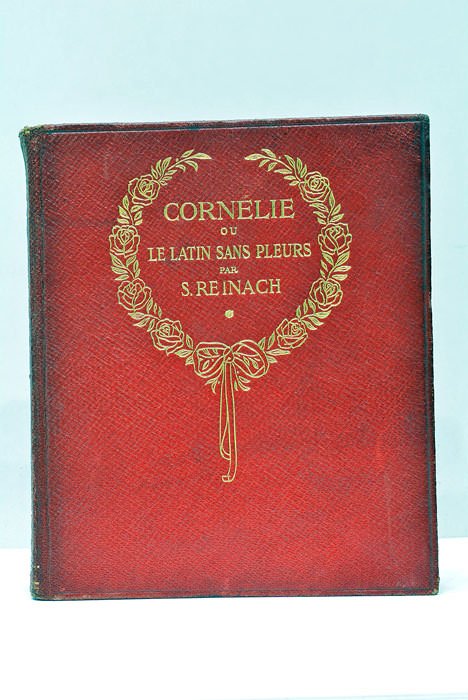 CORNÉLIE
OU
LE LATIN SANS PLEURS
PAR
S. REINACH